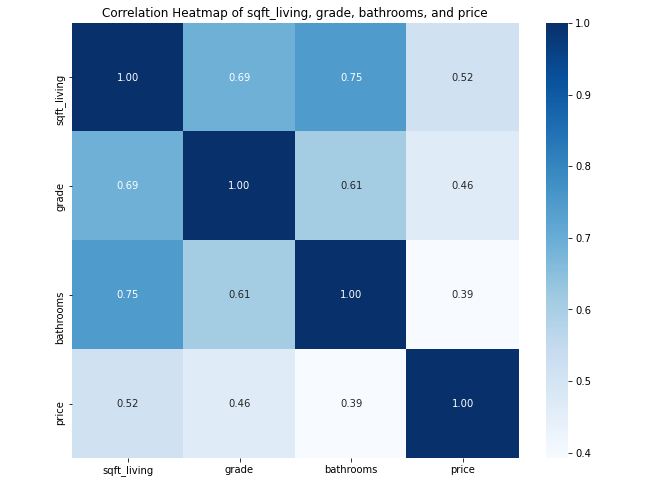 Correlation Heatmap of sqft_living, grade, bathrooms, and price
sqft_living 1.00 0.69 0.75 0.52
grade 0.69 1.00 0.61 0.46
bathrooms 0.75 0.61 1.00 0.39
price 0.52 0.46 0.39 1.00
sqft_living grade bathrooms price
1.0
0.9
0.8
0.7
0.6
0.5
0.4